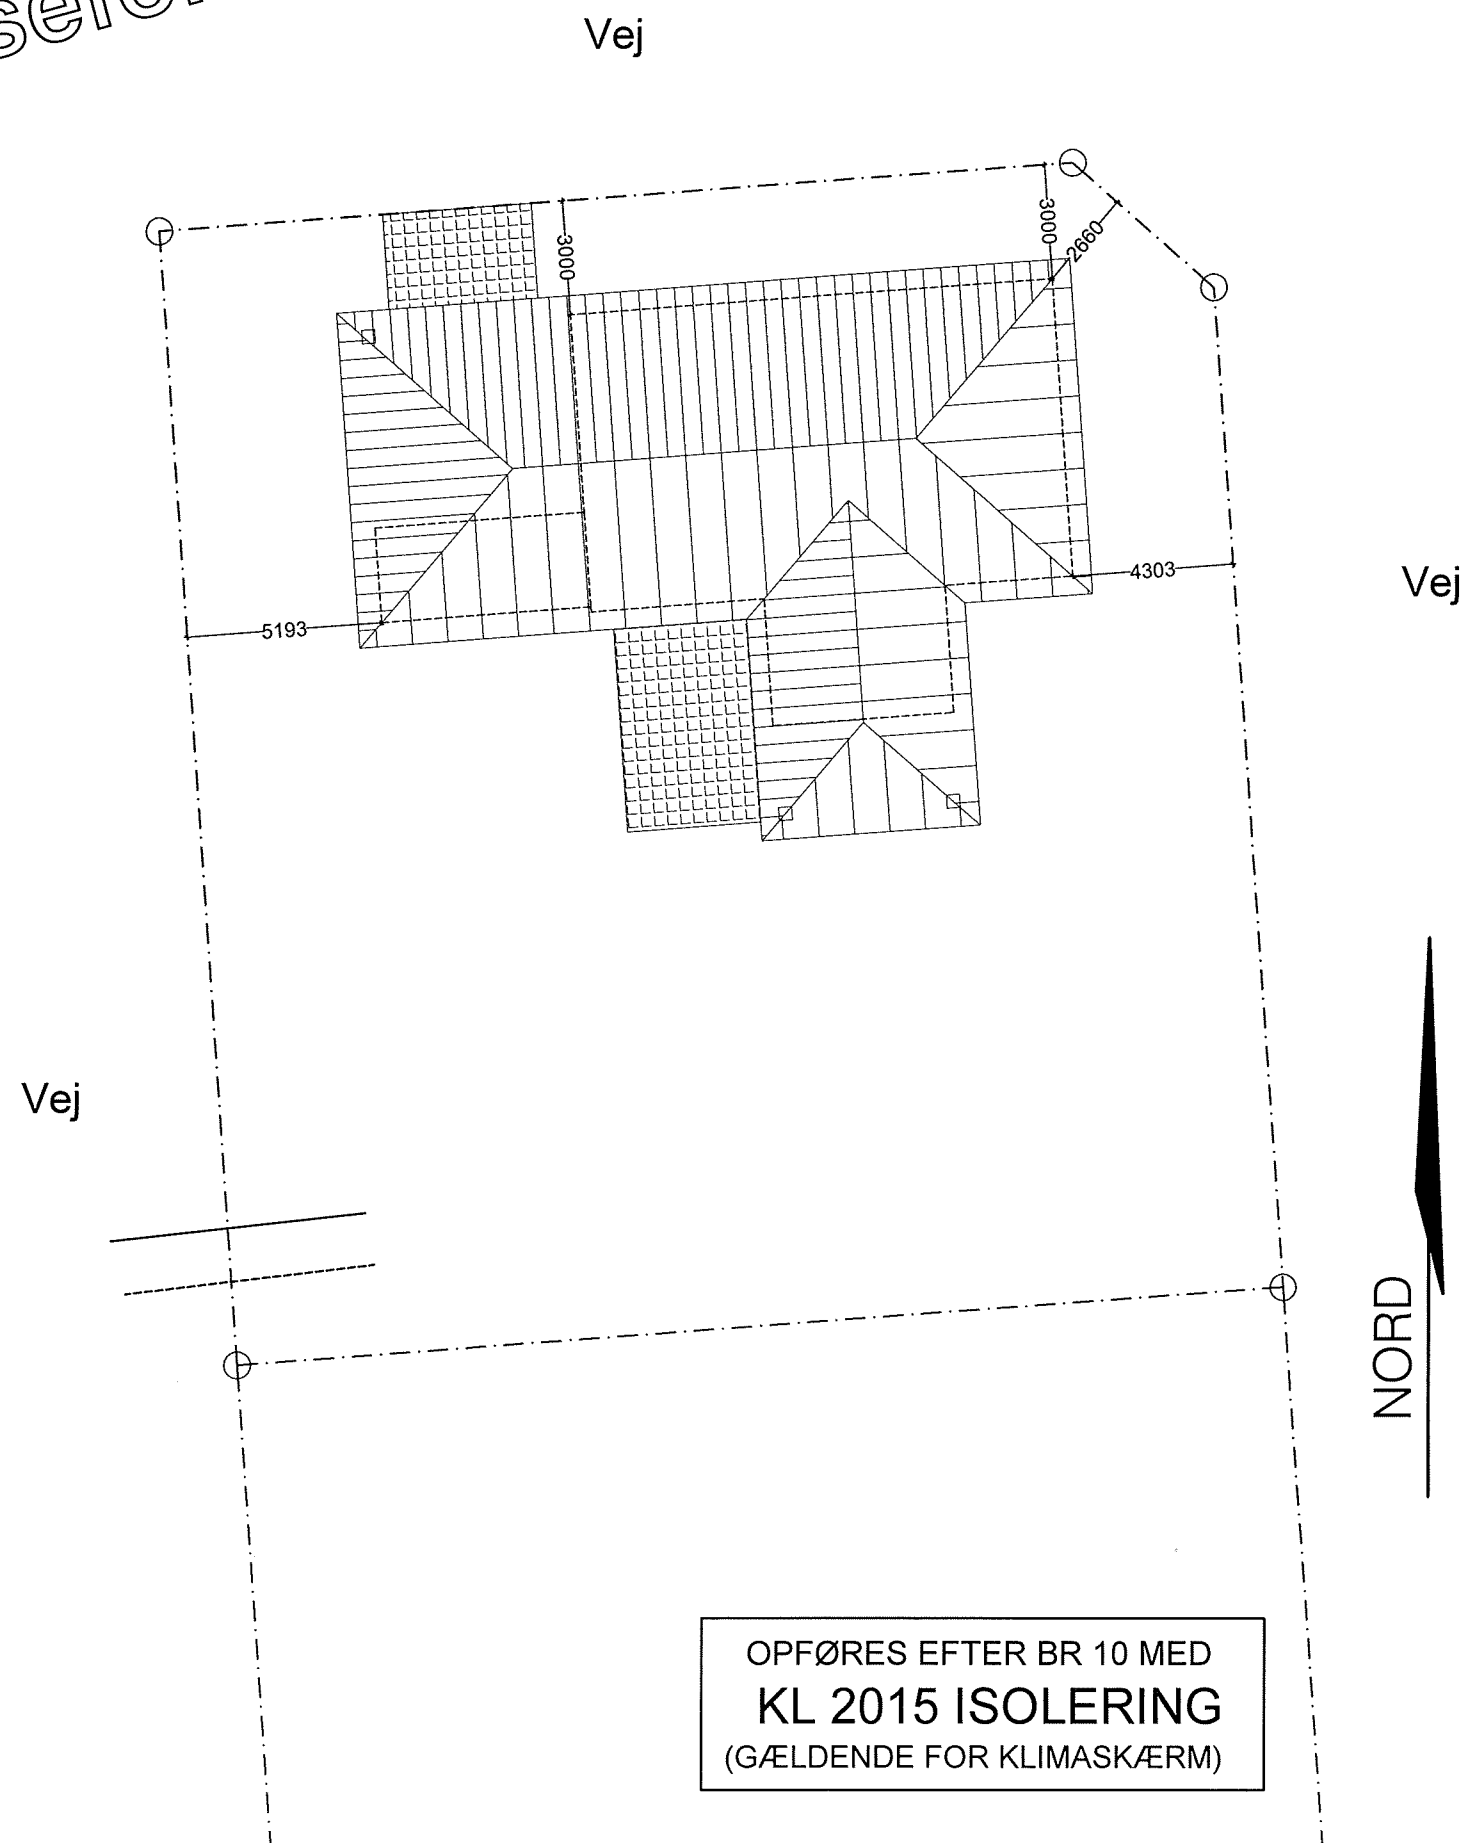 Vej
3000
3000
2660
4303
Vej
5193
Vej
NORD
OPFØRES EFTER BR 10 MED
KL 2015 ISOLERING
(GÆLDENDE FOR KLIMASKÆRM)